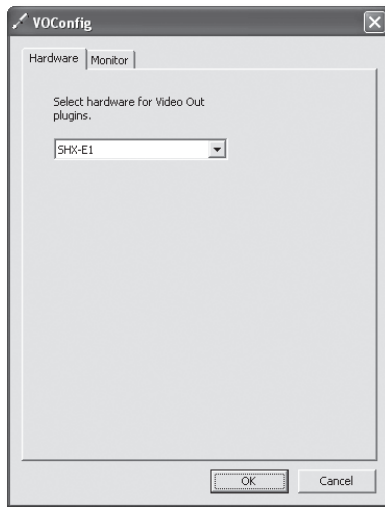 VOConfig
Hardware Monitor
Select hardware for Video Out
plugins.
SHX-E1
OK Cancel